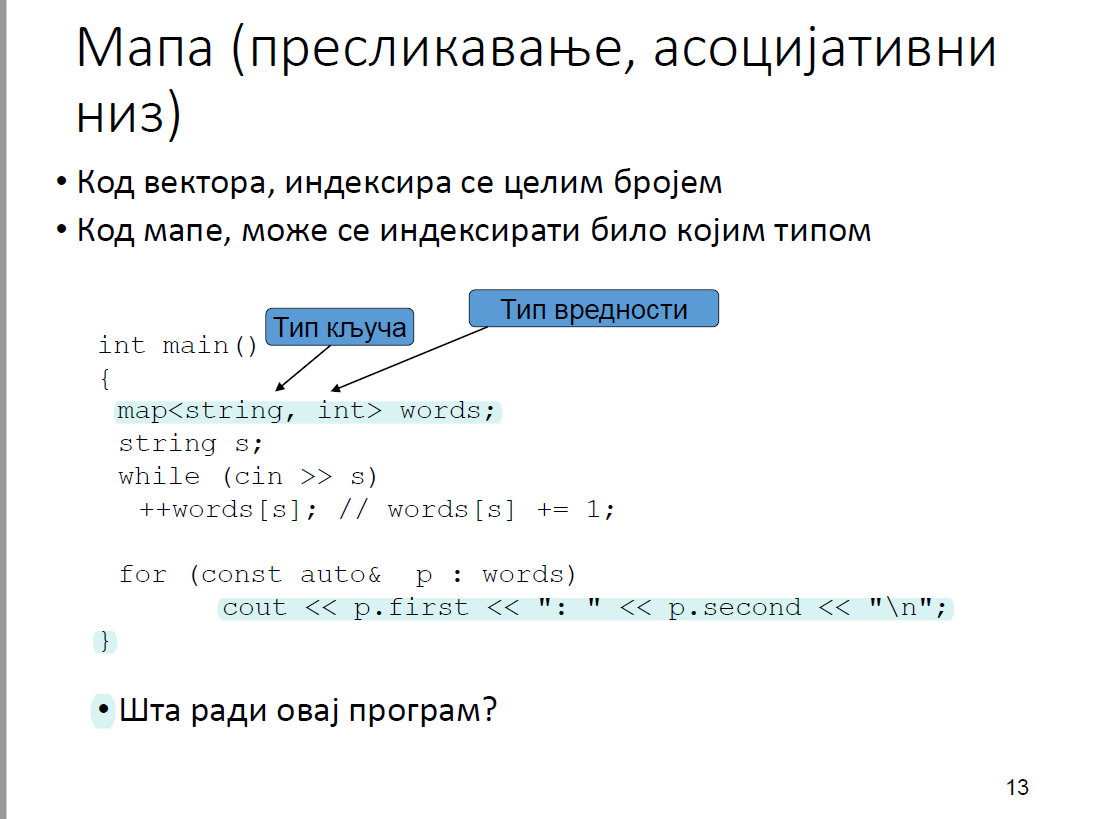 Мапа (пресликавање, асоцијативни
низ)
• Код вектора, индексира се целим бројем
• Код мапе, може се индексирати било којим типом
Тип вредности
Тип кључа
int main()
{
map<string, int> words;
string s;
while (cin >> s)
++words[s]; // words[s] += 1;
for (const auto& p : words)
cout << p.first << ": " << p.second << "\n";
}
• Шта ради овај програм?
13